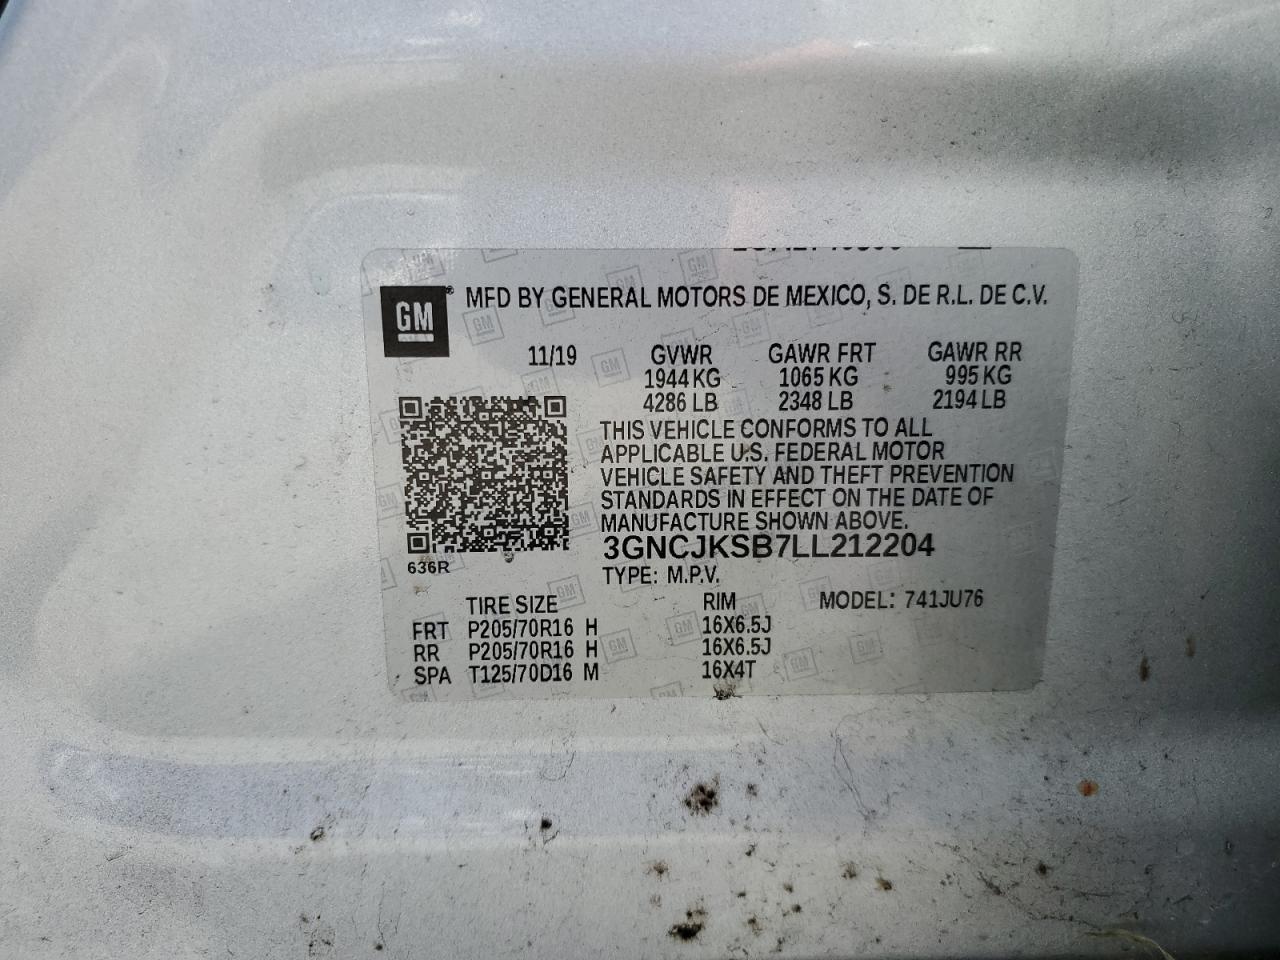 GM ® MFD BY GENERAL MOTORS DE MEXICO, S. DE R.L. DE C.V.
11/19 GVWR GAWR FRT GAWR RR
1944 KG 1065 KG 995 KG
4286 LB 2348 LB 2194 LB
THIS VEHICLE CONFORMS TO ALL
APPLICABLE U.S. FEDERAL MOTOR
VEHICLE SAFETY AND THEFT PREVENTION
STANDARDS IN EFFECT ON THE DATE OF
MANUFACTURE SHOWN ABOVE.
3GNCJKSB7LL212204
636R
TYPE: M.P.V.
TIRE SIZE RIM MODEL: 741JU76
FRT P205/70R16 H 16X6.5J
RR P205/70R16 H 16X6.5J
SPA T125/70D16 M 16X4T